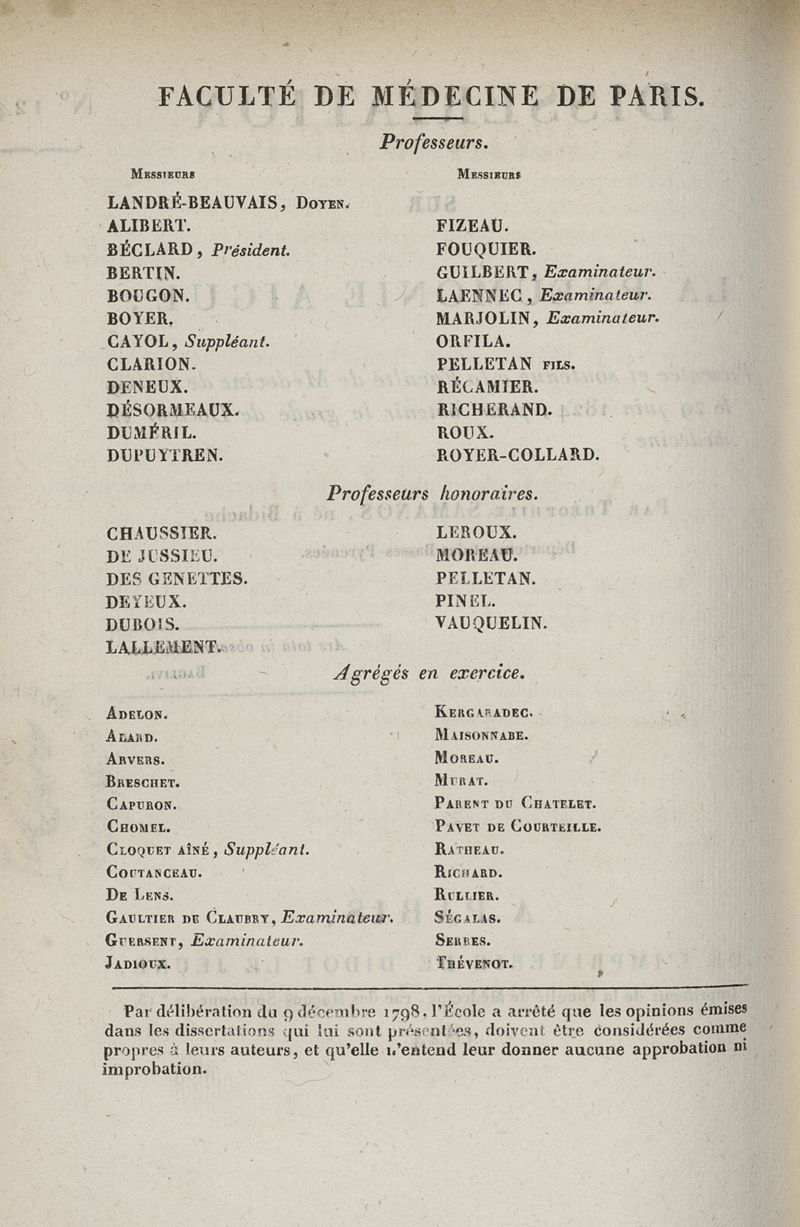 FACULTÉ DE MÉDECINE DE PARIS.
Professeurs.
MESSIEURS
LANDRÉ-BEAUVAIS, DOYEN.
ALIBERT.
BÉCLARD, Président.
BERTIN.
BOUGON.
BOYER.
CAYOL, Suppléant.
CLARION.
DENEUX.
DÉSORMEAUX.
DUMÉRIL.
DUPUYTREN.
MESSIEURS
FIZEAU.
FOUQUIER.
GUILBERT, Examinateur.
LAENNEC, Examinateur.
MARJOLIN, Examinateur.
ORFILA.
PELLETAN FILS.
RÉCAMIER.
RICHERAND.
ROUX.
ROYER-COLLARD.
Professeurs honoraires.
CHAUSSIER.
DE JUSSIEU.
DES GENETTES.
DEYEUX.
DUBOIS.
LALLEMENT.
LEROUX.
MOREAU.
PELLETAN.
PINEL.
VAUQUELIN.
Agrégés en exercice.
ADELON.
ALARD.
ARVERS.
BRESCHET.
CAPURON.
CHOMEL.
CLOQUET AÎNÉ, Suppléant.
COUTANCEAU.
DE LENS.
GAULTIER DE CLAUBRY, Examinateur.
GUERSENT, Examinateur.
JADIOUX.
KERGARADEC.
MAISONNABE.
MOREAU.
MURAT.
PARENT DU CHATELET.
PAVET DE COURTEILLE.
RATHEAU.
RICHARD.
RULLIER.
SÉGALAS.
SERRES.
THÉVENOT.
Par délibération du 9 décembre 1798, l'École a arrêté que les opinions émises
dans les dissertations qui lui sont présentées, doivent être considérées comme
propres à leurs auteurs, et qu'elle n'entend leur donner aucune approbation ni
improbation.